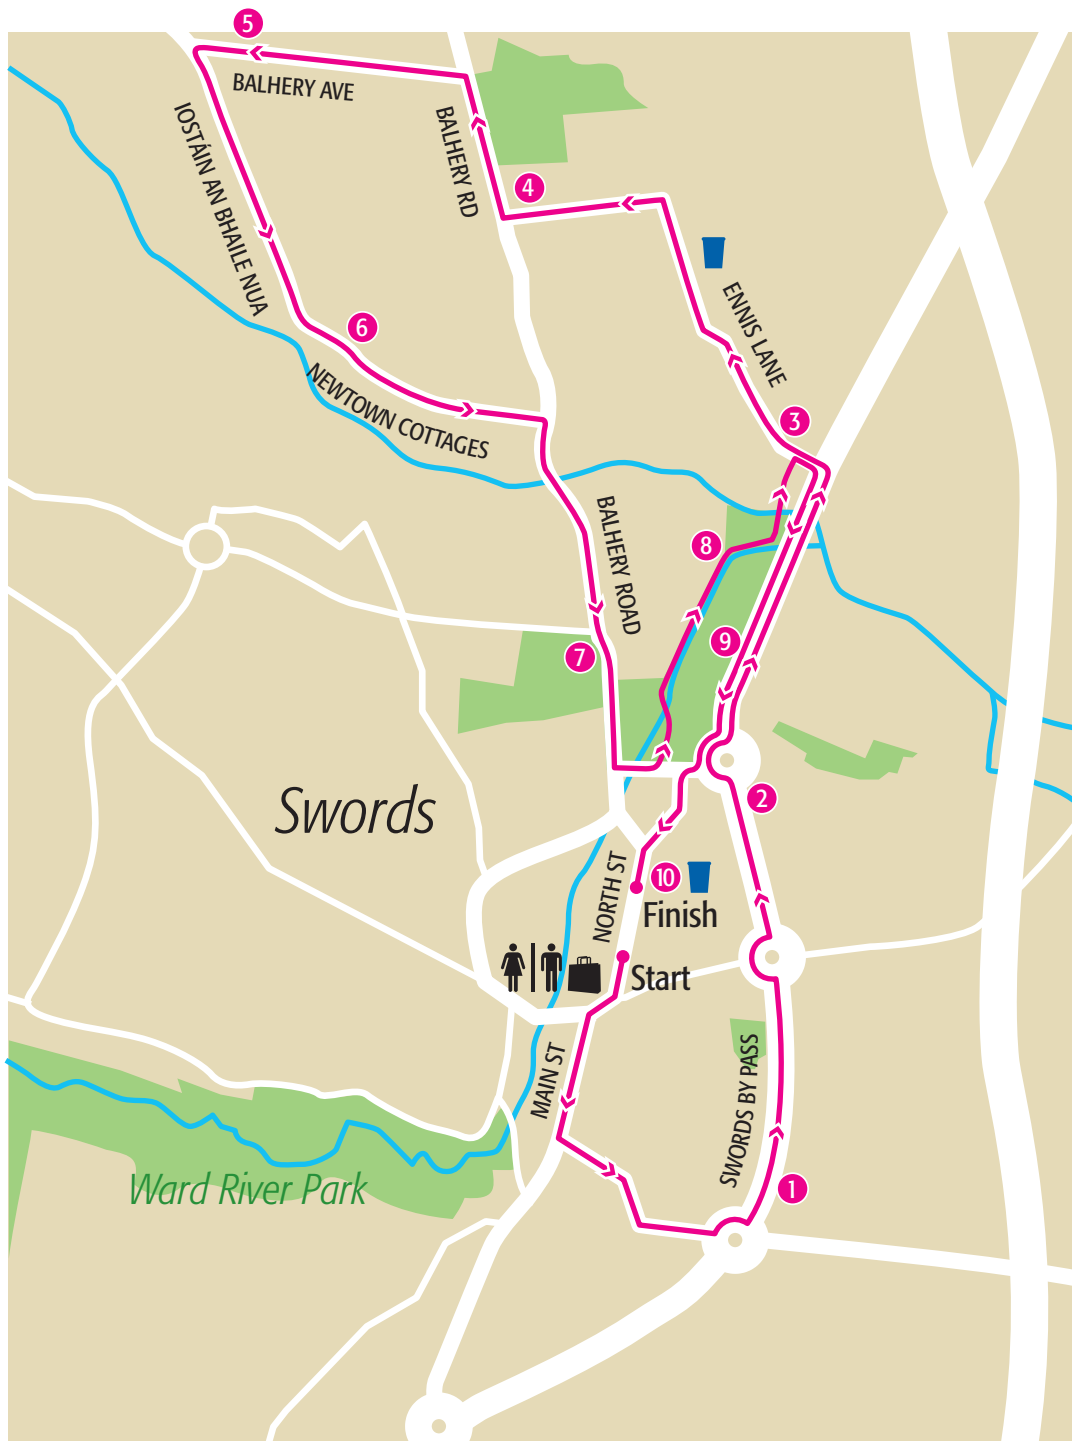 5
BALHERY AVE
IOSTÁIN AN BHAILE NUA
BALHERY RD
4
ENNIS LANE
6
NEWTOWN COTTAGES
3
BALHERY ROAD
8
9
7
Swords
2
NORTH ST
10
Finish
Start
MAIN ST
SWORDS BY PASS
Ward River Park
1